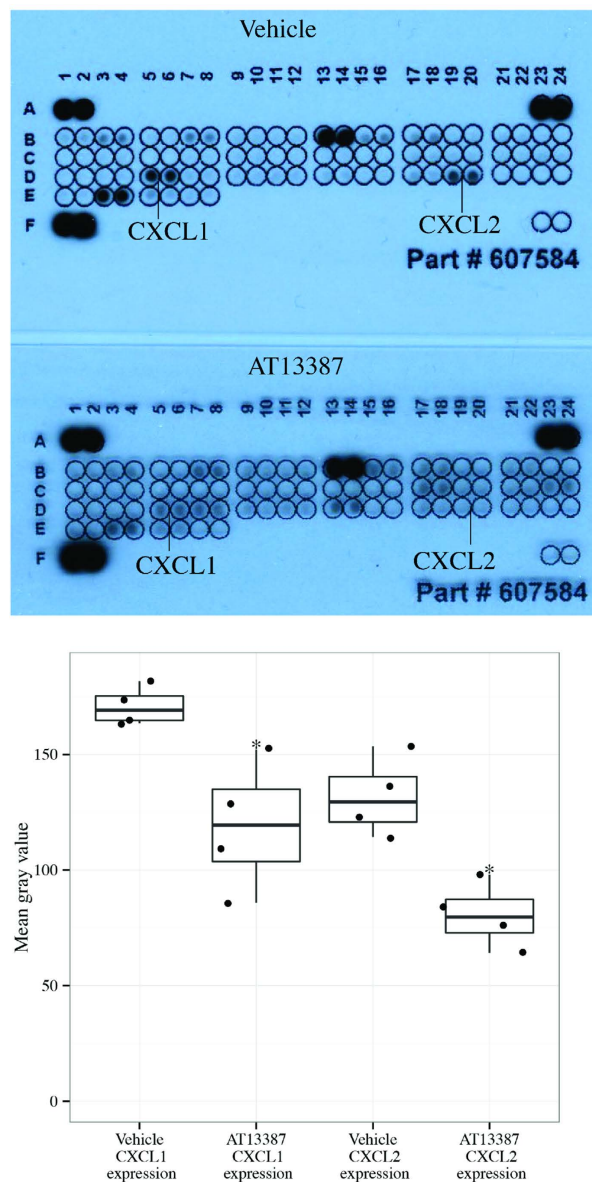 Vehicle
1 2 3 4 5 6 7 8 9 10 11 12 13 14 15 16 17 18 19 20 21 22 23 24
A
B
C
D
E
F
CXCL1 CXCL2
Part # 607584
AT13387
1 2 3 4 5 6 7 8 9 10 11 12 13 14 15 16 17 18 19 20 21 22 23 24
A
B
C
D
E
F
CXCL1 CXCL2
Part # 607584
Mean gray value
150
*
100
*
50
0
Vehicle CXCL1 expression
AT13387 CXCL1 expression
Vehicle CXCL2 expression
AT13387 CXCL2 expression